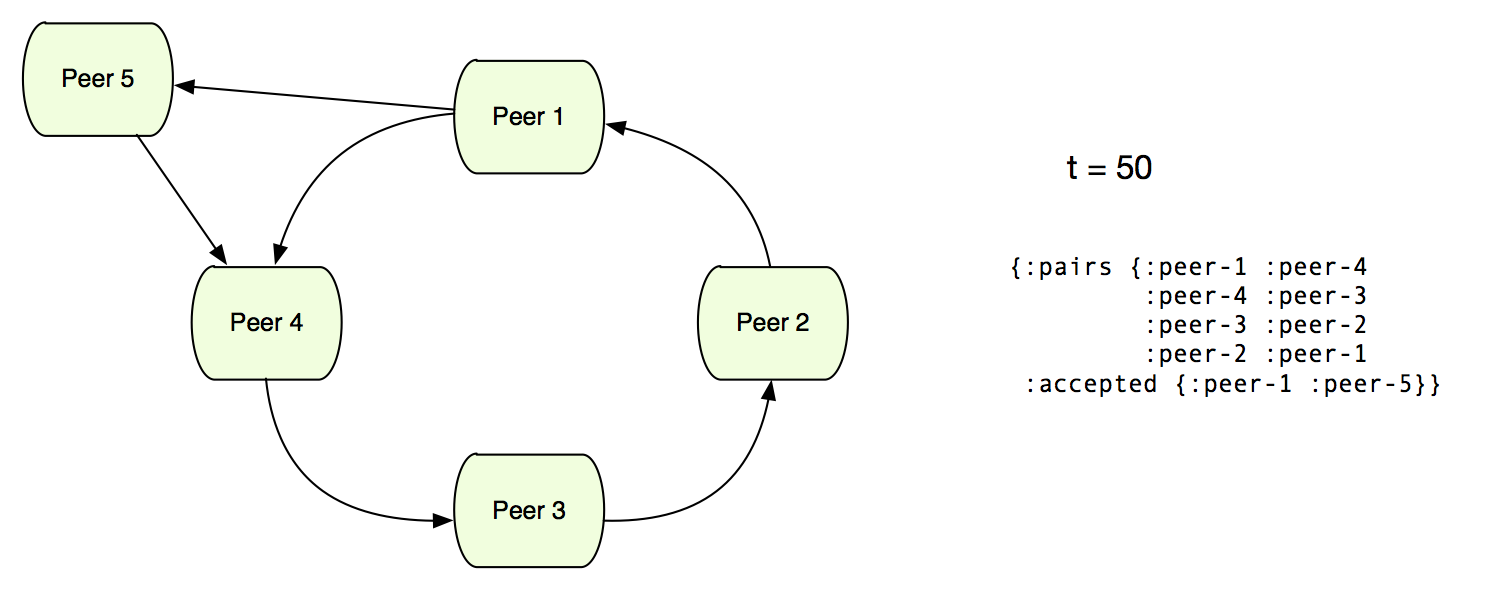 Peer 5
Peer 1
t = 50
Peer 4
Peer 2
{:pairs {:peer-1 :peer-4
:peer-4 :peer-3
:peer-3 :peer-2
:peer-2 :peer-1
:accepted {:peer-1 :peer-5}}
Peer 3